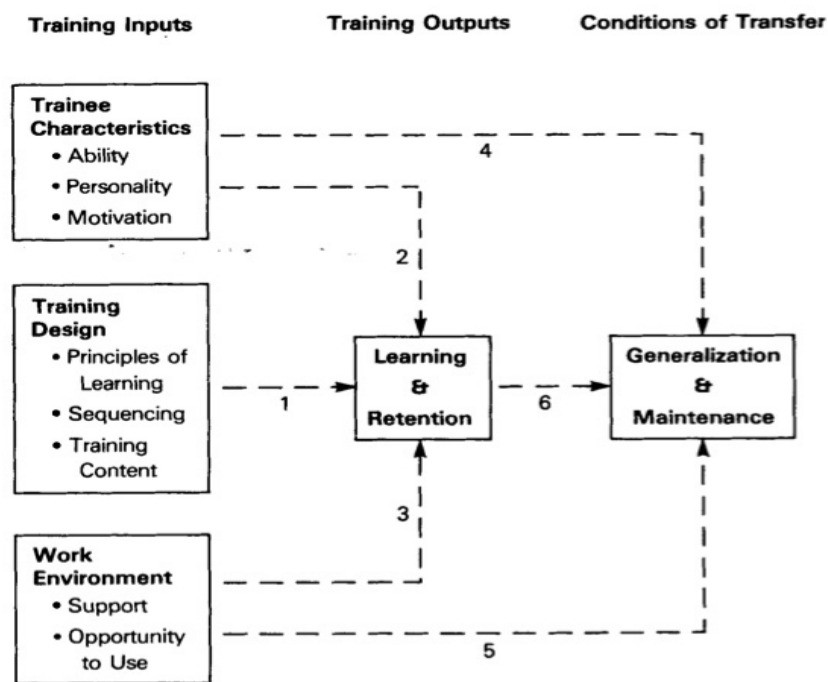 Training Inputs
Training Outputs
Conditions of Transfer
Trainee
Characteristics
• Ability
• Personality
• Motivation
4
2
Training
Design
• Principles of
Learning
• Sequencing
• Training
Content
1
Learning
&
Retention
6
Generalization
&
Maintenance
3
Work
Environment
• Support
• Opportunity
to Use
5